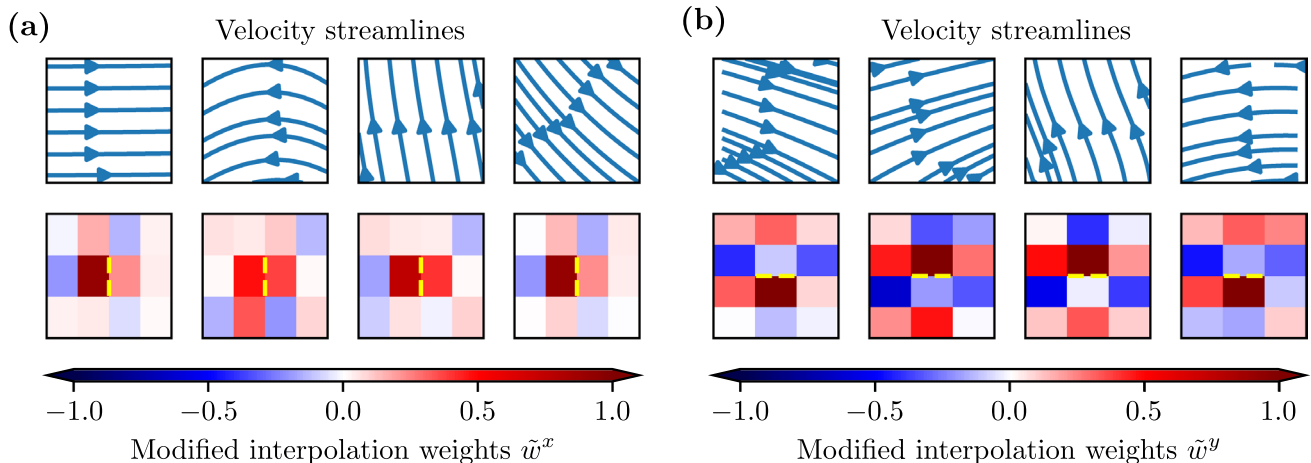 (a)
Velocity streamlines
−1.0 −0.5 0.0 0.5 1.0
Modified interpolation weights w̃ˣ
(b)
Velocity streamlines
−1.0 −0.5 0.0 0.5 1.0
Modified interpolation weights w̃ʸ